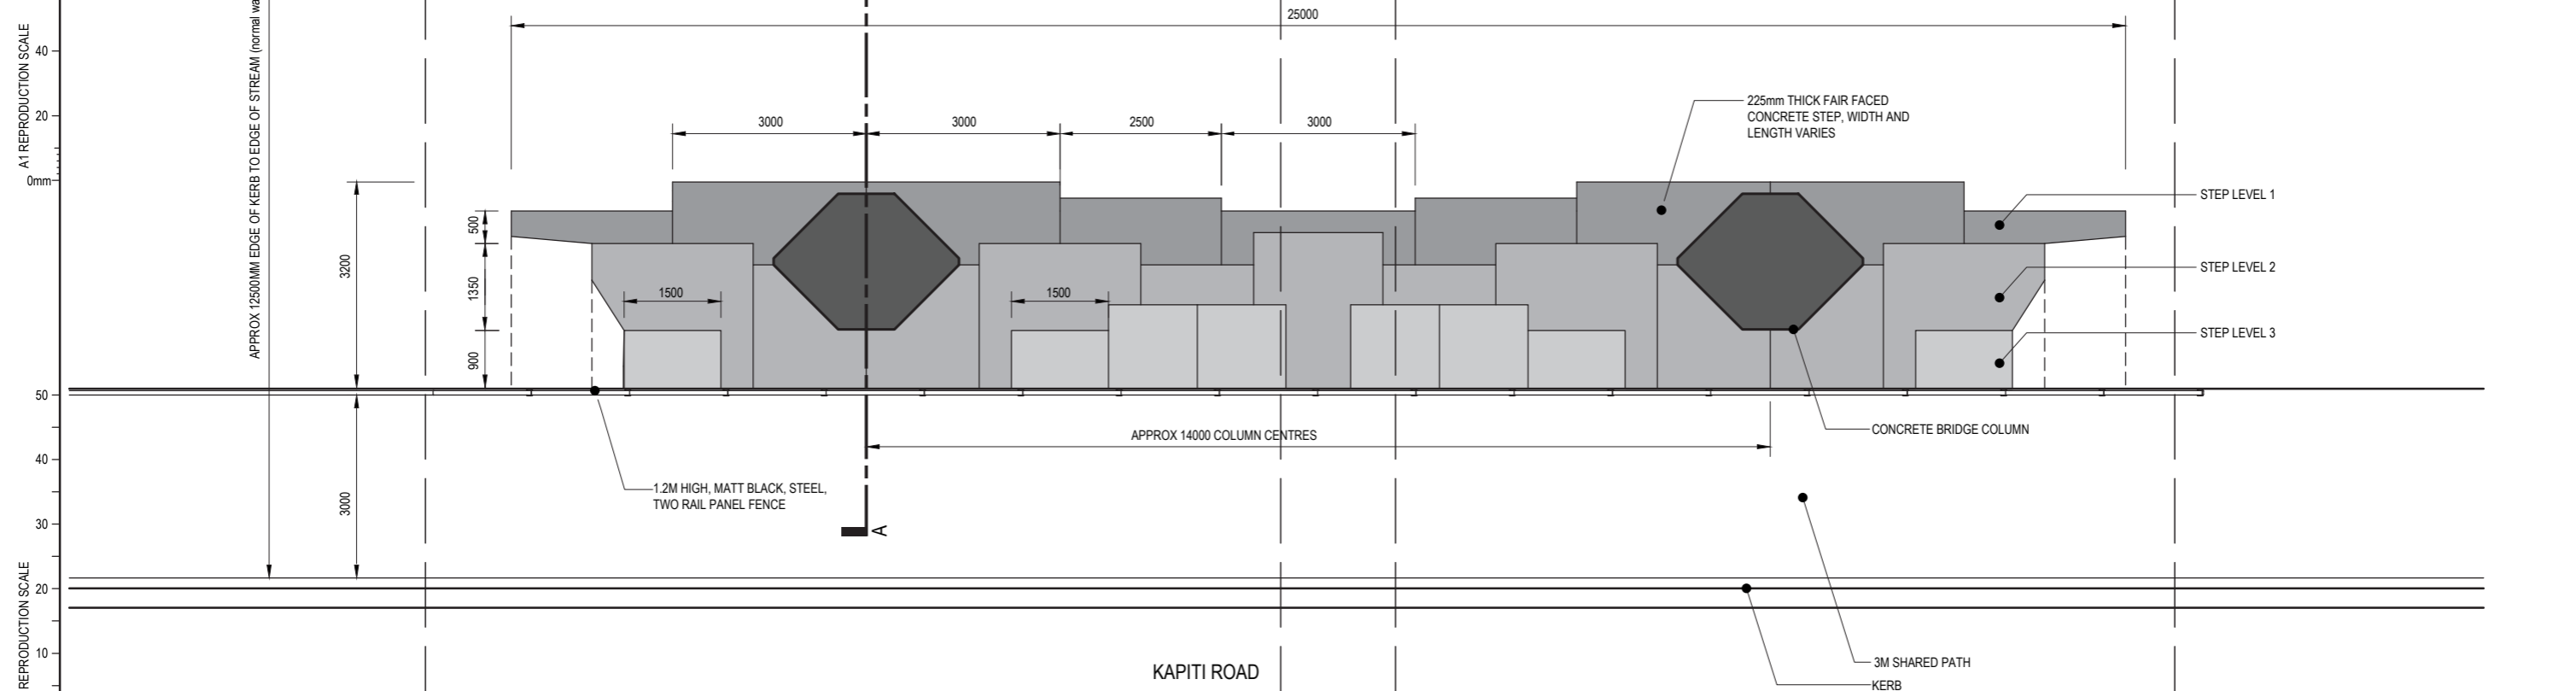 25000
A1 REPRODUCTION SCALE
40
20
0mm
APPROX 12500MM EDGE OF KERB TO EDGE OF STREAM (normal wa
3000
3000
2500
3000
225mm THICK FAIR FACED
CONCRETE STEP, WIDTH AND
LENGTH VARIES
STEP LEVEL 1
STEP LEVEL 2
STEP LEVEL 3
500
3200
1350
900
1500
1500
50
40
30
20
10
APPROX 14000 COLUMN CENTRES
CONCRETE BRIDGE COLUMN
1.2M HIGH, MATT BLACK, STEEL,
TWO RAIL PANEL FENCE
3000
A
REPRODUCTION SCALE
KAPITI ROAD
3M SHARED PATH
KERB